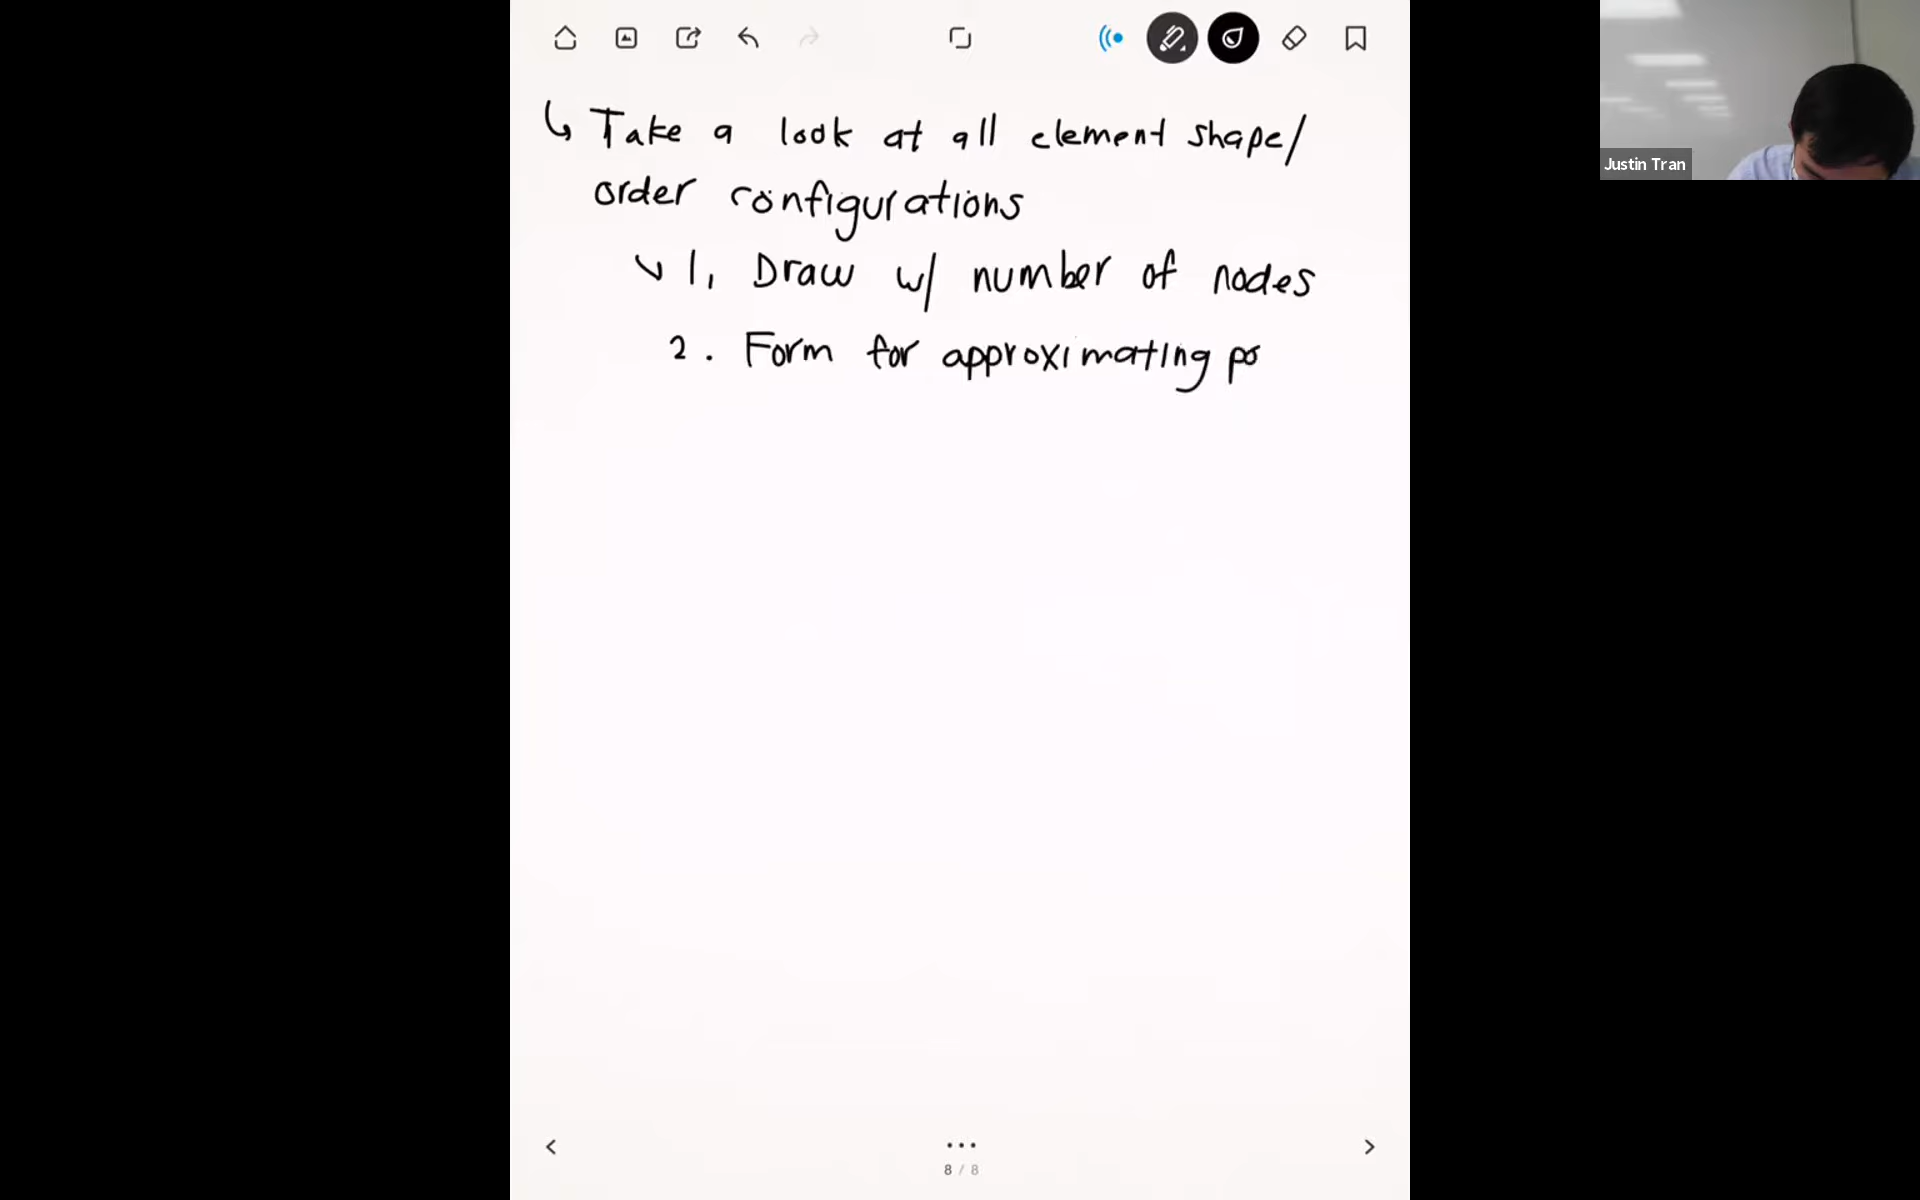 ↳ Take a look at all element shape/
order configurations
↘ 1. Draw w/ number of nodes
2. Form for approximating po
8 / 8
Justin Tran